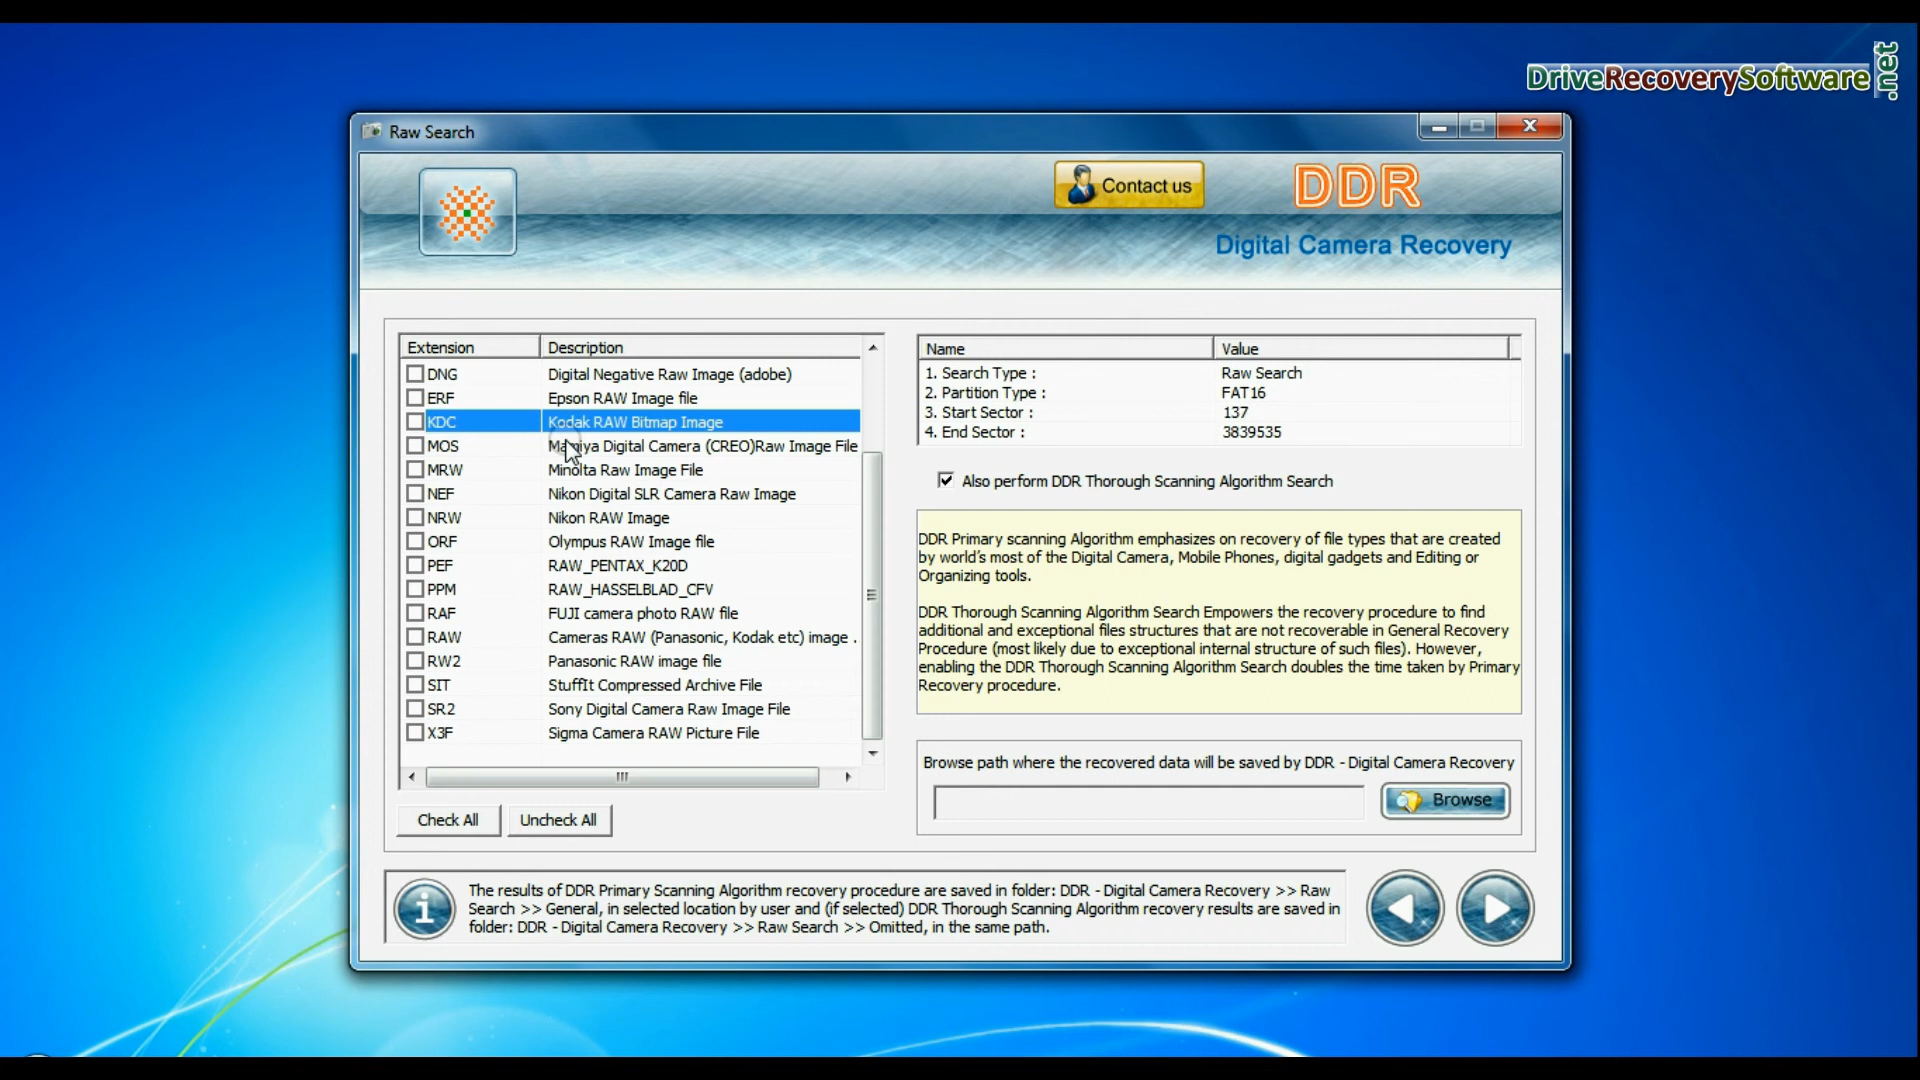 DriveRecoverySoftware.net
Raw Search
Contact us
DDR
Digital Camera Recovery
Extension Description
DNG Digital Negative Raw Image (adobe)
ERF Epson RAW Image file
KDC Kodak RAW Bitmap Image
MOS Mamiya Digital Camera (CREO)Raw Image File
MRW Minolta Raw Image File
NEF Nikon Digital SLR Camera Raw Image
NRW Nikon RAW Image
ORF Olympus RAW Image file
PEF RAW_PENTAX_K20D
PPM RAW_HASSELBLAD_CFV
RAF FUJI camera photo RAW file
RAW Cameras RAW (Panasonic, Kodak etc) image .
RW2 Panasonic RAW image file
SIT StuffIt Compressed Archive File
SR2 Sony Digital Camera Raw Image File
X3F Sigma Camera RAW Picture File
Check All Uncheck All
Name Value
1. Search Type : Raw Search
2. Partition Type : FAT16
3. Start Sector : 137
4. End Sector : 3839535
Also perform DDR Thorough Scanning Algorithm Search
DDR Primary scanning Algorithm emphasizes on recovery of file types that are created
by world's most of the Digital Camera, Mobile Phones, digital gadgets and Editing or
Organizing tools.
DDR Thorough Scanning Algorithm Search Empowers the recovery procedure to find
additional and exceptional files structures that are not recoverable in General Recovery
Procedure (most likely due to exceptional internal structure of such files). However,
enabling the DDR Thorough Scanning Algorithm Search doubles the time taken by Primary
Recovery procedure.
Browse path where the recovered data will be saved by DDR - Digital Camera Recovery
Browse
The results of DDR Primary Scanning Algorithm recovery procedure are saved in folder: DDR - Digital Camera Recovery >> Raw
Search >> General, in selected location by user and (if selected) DDR Thorough Scanning Algorithm recovery results are saved in
folder: DDR - Digital Camera Recovery >> Raw Search >> Omitted, in the same path.